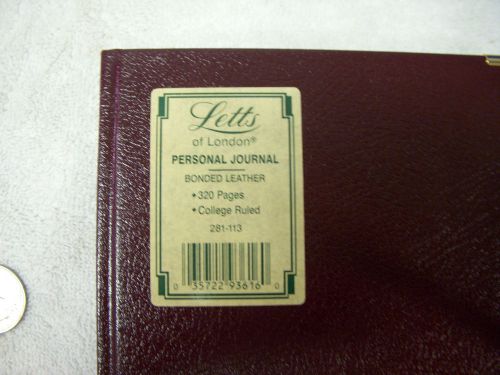 Letts
of London®
PERSONAL JOURNAL
BONDED LEATHER
• 320 Pages
• College Ruled
281-113
0 35722 93616 0